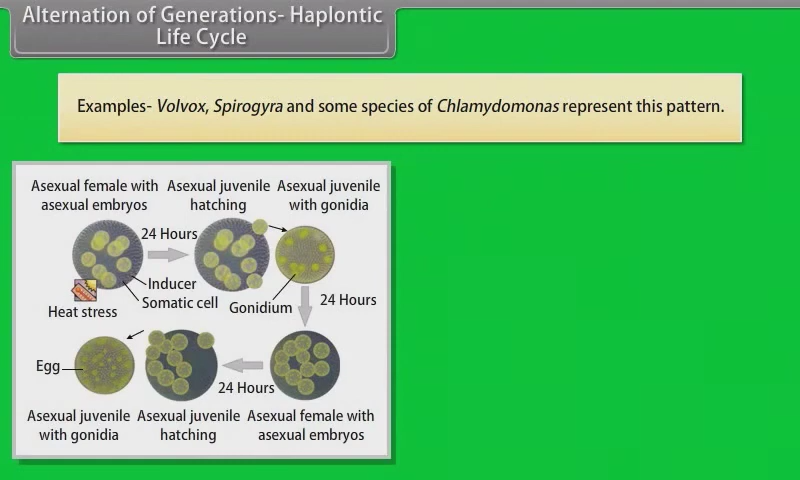 Alternation of Generations- Haplontic
Life Cycle
Examples- Volvox, Spirogyra and some species of Chlamydomonas represent this pattern.
Asexual female with
asexual embryos
Asexual juvenile
hatching
Asexual juvenile
with gonidia
24 Hours
Inducer
Somatic cell
Heat stress
Gonidium
24 Hours
Egg
24 Hours
Asexual juvenile
with gonidia
Asexual juvenile
hatching
Asexual female with
asexual embryos